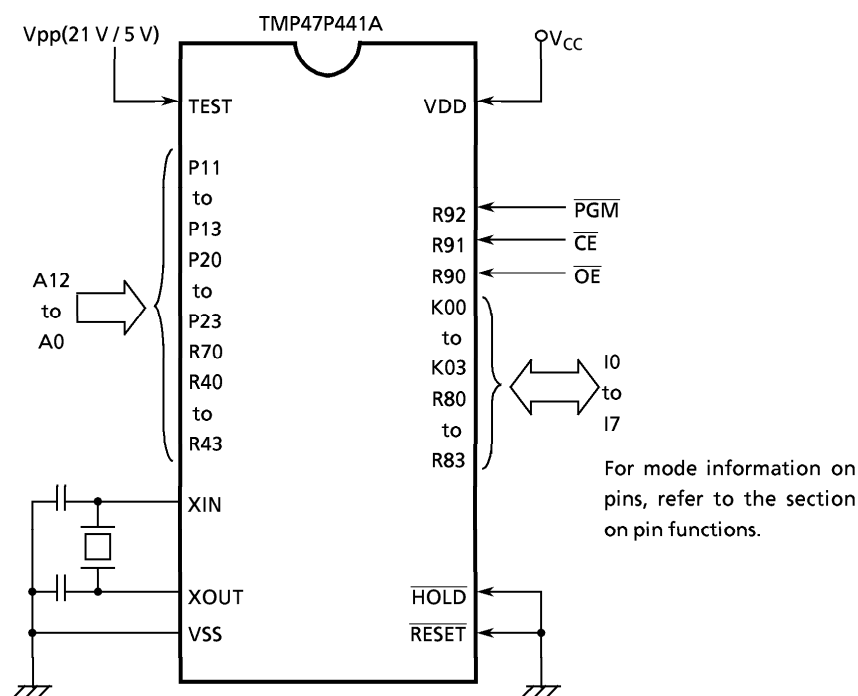 TMP47P441A
Vpp(21 V / 5 V)
VCC
TEST
VDD
P11
to
P13
P20
to
P23
R70
R40
to
R43
A12
to
A0
R92
R91
R90
PGM
CE
OE
K00
to
K03
R80
to
R83
I0
to
I7
For mode information on
pins, refer to the section
on pin functions.
XIN
XOUT
VSS
HOLD
RESET